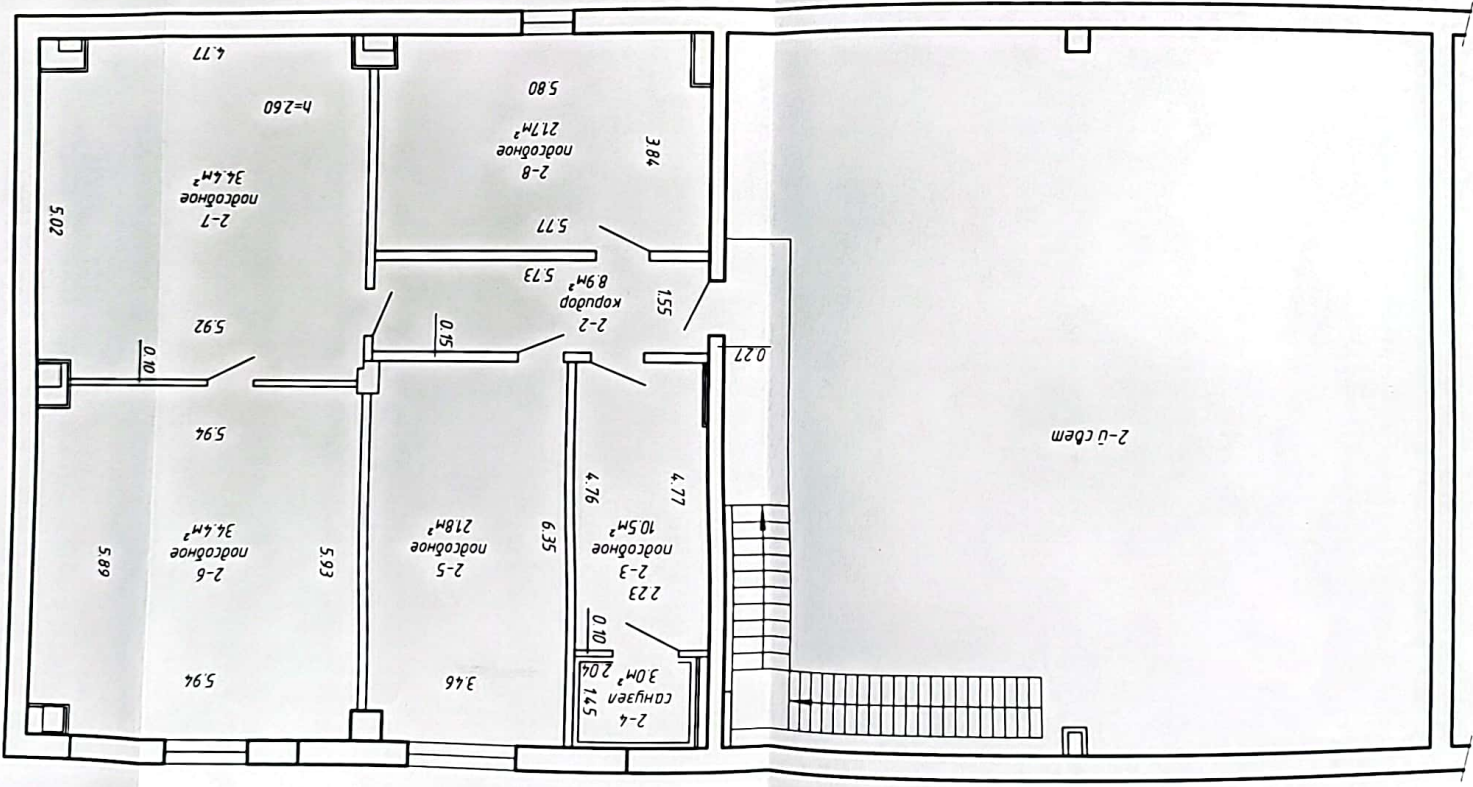 2-й свет
2-4
санузел
3.0м²
1.45
2.04
0.10
2.23
2-3
подсобное
10.5м²
4.77
4.76
3.46
6.35
2-5
подсобное
21.8м²
5.94
5.93
2-6
подсобное
34.4м²
5.89
5.94
0.27
1.55
2-2
коридор
8.9м²
5.73
0.15
0.10
5.92
5.77
2-8
подсобное
21.7м²
3.84
5.80
2-7
подсобное
34.4м²
5.02
h=2.60
4.77